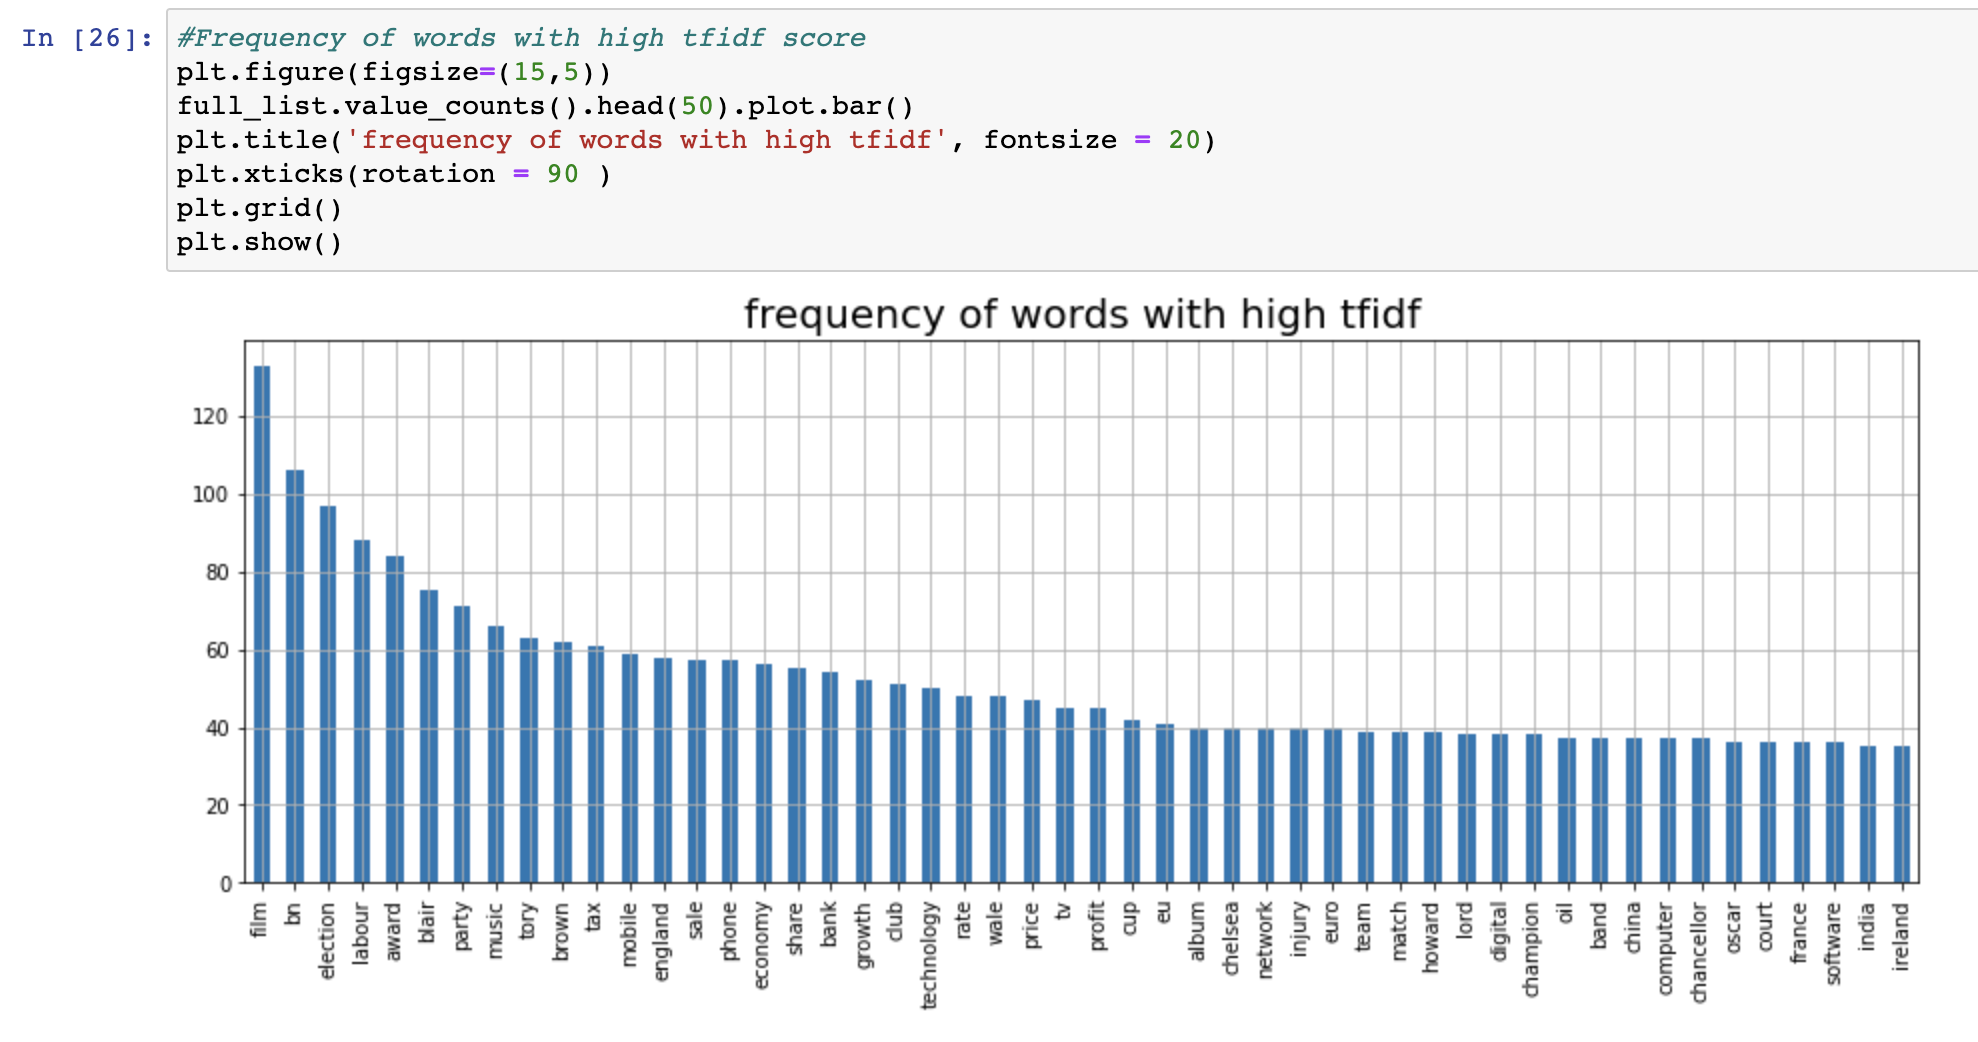 In [26]: #Frequency of words with high tfidf score
plt.figure(figsize=(15,5))
full_list.value_counts().head(50).plot.bar()
plt.title('frequency of words with high tfidf', fontsize = 20)
plt.xticks(rotation = 90 )
plt.grid()
plt.show()
frequency of words with high tfidf
120
100
80
60
40
20
0
film
bn
election
labour
award
blair
party
music
tory
brown
tax
mobile
england
sale
phone
economy
share
bank
growth
club
technology
rate
wale
price
tv
profit
cup
eu
album
chelsea
network
injury
euro
team
match
howard
lord
digital
champion
oil
band
china
computer
chancellor
oscar
court
france
software
india
ireland